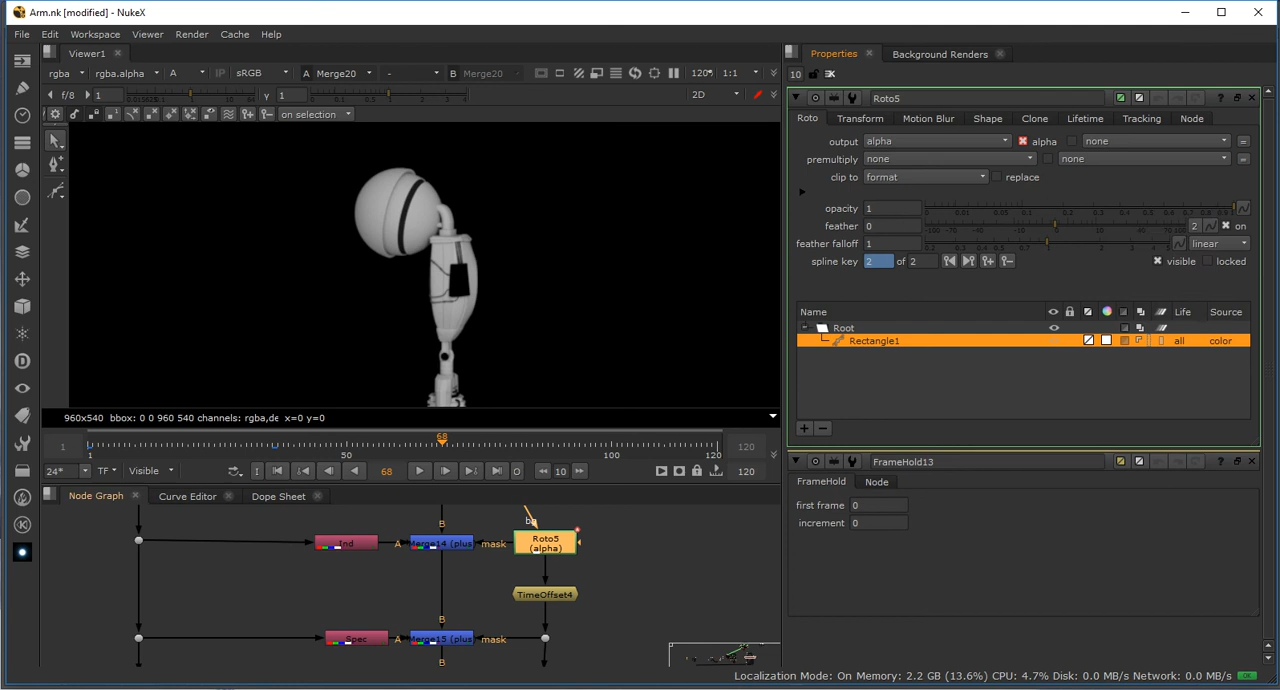 Arm.nk [modified] - NukeX
File Edit Workspace Viewer Render Cache Help
Viewer1
rgba rgba.alpha A IP sRGB A Merge20 - B Merge20 120* 1:1
f/8 1 γ 1 2D
on selection
960x540 bbox: 0 0 960 540 channels: rgba,de x=0 y=0
68
1 1 50 100 120 120
24* TF Visible I 68 O 10 120
Node Graph Curve Editor Dope Sheet
bg
B
Ind A Merge14 (plus mask Roto5
(alpha)
TimeOffset4
B
Spec A Merge15 (plus mask
B
Properties Background Renders
10
Roto5
Roto Transform Motion Blur Shape Clone Lifetime Tracking Node
output alpha alpha none =
premultiply none none =
clip to format replace
opacity 1
feather 0 2 on
feather falloff 1 linear
spline key 2 of 2 visible locked
Name Life Source
Root
Rectangle1 all color
FrameHold13
FrameHold Node
first frame 0
increment 0
Localization Mode: On Memory: 2.2 GB (13.6%) CPU: 4.7% Disk: 0.0 MB/s Network: 0.0 MB/s